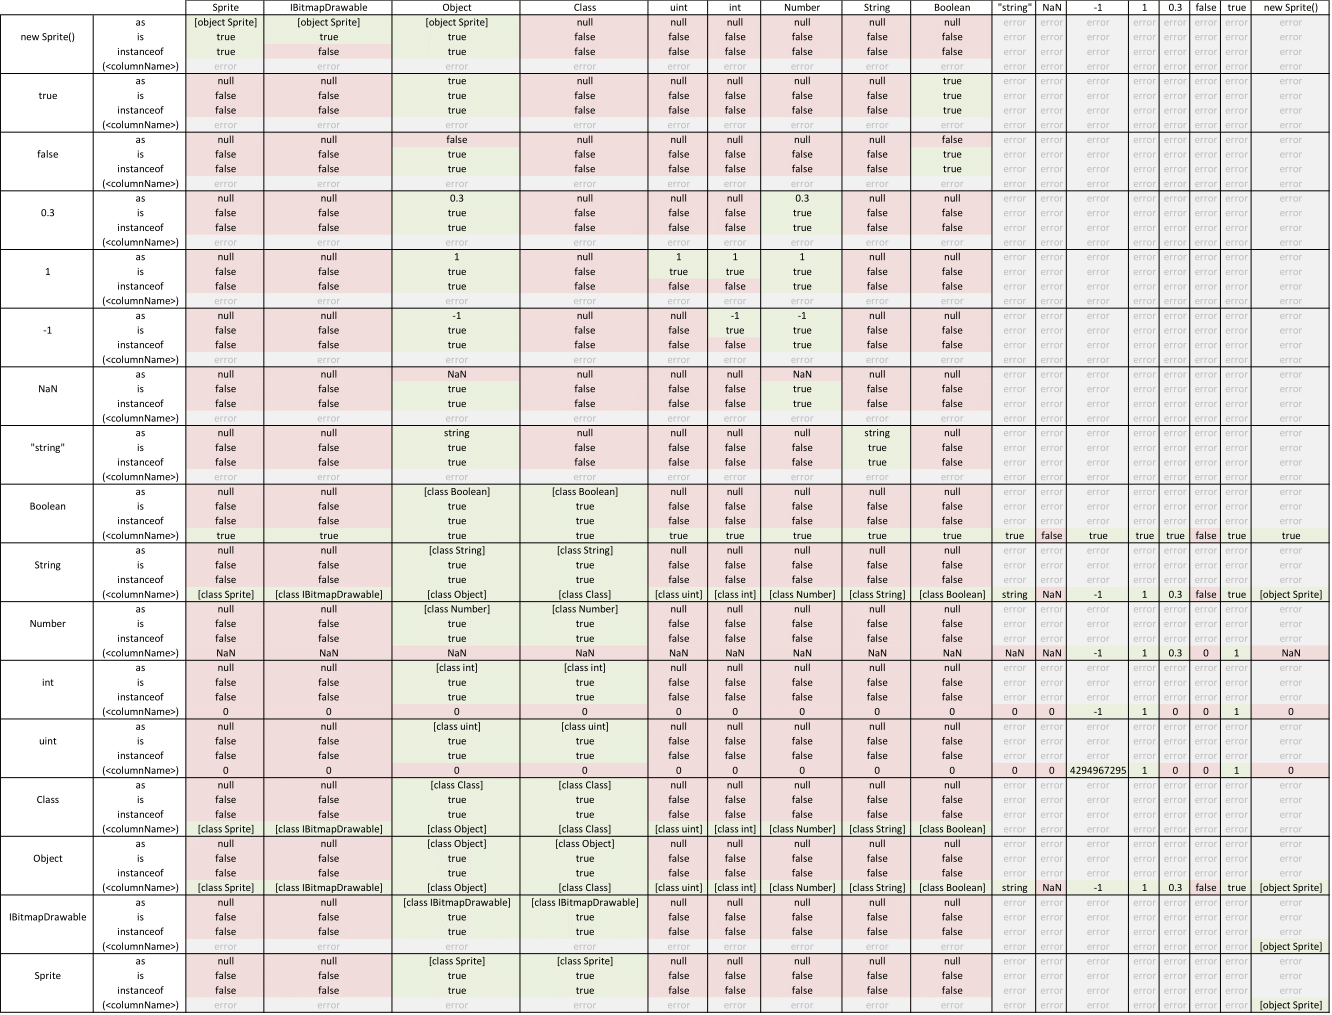 Sprite IBitmapDrawable Object Class uint int Number String Boolean "string" NaN -1 1 0.3 false true new Sprite()
as [object Sprite] [object Sprite] [object Sprite] null null null null null null error error error error error error error error
new Sprite() is true true true false false false false false false error error error error error error error error
instanceof true false true false false false false false false error error error error error error error error
(<columnName>) error error error error error error error error error error error error error error error error error
as null null true null null null null null true error error error error error error error error
true is false false true false false false false false true error error error error error error error error
instanceof false false true false false false false false true error error error error error error error error
(<columnName>) error error error error error error error error error error error error error error error error error
as null null false null null null null null false error error error error error error error error
false is false false true false false false false false true error error error error error error error error
instanceof false false true false false false false false true error error error error error error error error
(<columnName>) error error error error error error error error error error error error error error error error error
as null null 0.3 null null null 0.3 null null error error error error error error error error
0.3 is false false true false false false true false false error error error error error error error error
instanceof false false true false false false true false false error error error error error error error error
(<columnName>) error error error error error error error error error error error error error error error error error
as null null 1 null 1 1 1 null null error error error error error error error error
1 is false false true false true true true false false error error error error error error error error
instanceof false false true false false false true false false error error error error error error error error
(<columnName>) error error error error error error error error error error error error error error error error error
as null null -1 null null -1 -1 null null error error error error error error error error
-1 is false false true false false true true false false error error error error error error error error
instanceof false false true false false false true false false error error error error error error error error
(<columnName>) error error error error error error error error error error error error error error error error error
as null null NaN null null null NaN null null error error error error error error error error
NaN is false false true false false false true false false error error error error error error error error
instanceof false false true false false false true false false error error error error error error error error
(<columnName>) error error error error error error error error error error error error error error error error error
as null null string null null null null string null error error error error error error error error
"string" is false false true false false false false true false error error error error error error error error
instanceof false false true false false false false true false error error error error error error error error
(<columnName>) error error error error error error error error error error error error error error error error error
as null null [class Boolean] [class Boolean] null null null null null error error error error error error error error
Boolean is false false true true false false false false false error error error error error error error error
instanceof false false true true false false false false false error error error error error error error error
(<columnName>) true true true true true true true true true true false true true true false true true
as null null [class String] [class String] null null null null null error error error error error error error error
String is false false true true false false false false false error error error error error error error error
instanceof false false true true false false false false false error error error error error error error error
(<columnName>) [class Sprite] [class IBitmapDrawable] [class Object] [class Class] [class uint] [class int] [class Number] [class String] [class Boolean] string NaN -1 1 0.3 false true [object Sprite]
as null null [class Number] [class Number] null null null null null error error error error error error error error
Number is false false true true false false false false false error error error error error error error error
instanceof false false true true false false false false false error error error error error error error error
(<columnName>) NaN NaN NaN NaN NaN NaN NaN NaN NaN NaN NaN -1 1 0.3 0 1 NaN
as null null [class int] [class int] null null null null null error error error error error error error error
int is false false true true false false false false false error error error error error error error error
instanceof false false true true false false false false false error error error error error error error error
(<columnName>) 0 0 0 0 0 0 0 0 0 0 0 -1 1 0 0 1 0
as null null [class uint] [class uint] null null null null null error error error error error error error error
uint is false false true true false false false false false error error error error error error error error
instanceof false false true true false false false false false error error error error error error error error
(<columnName>) 0 0 0 0 0 0 0 0 0 0 0 4294967295 1 0 0 1 0
as null null [class Class] [class Class] null null null null null error error error error error error error error
Class is false false true true false false false false false error error error error error error error error
instanceof false false true true false false false false false error error error error error error error error
(<columnName>) [class Sprite] [class IBitmapDrawable] [class Object] [class Class] [class uint] [class int] [class Number] [class String] [class Boolean] error error error error error error error error
as null null [class Object] [class Object] null null null null null error error error error error error error error
Object is false false true true false false false false false error error error error error error error error
instanceof false false true true false false false false false error error error error error error error error
(<columnName>) [class Sprite] [class IBitmapDrawable] [class Object] [class Class] [class uint] [class int] [class Number] [class String] [class Boolean] string NaN -1 1 0.3 false true [object Sprite]
as null null [class IBitmapDrawable] [class IBitmapDrawable] null null null null null error error error error error error error error
IBitmapDrawable is false false true true false false false false false error error error error error error error error
instanceof false false true true false false false false false error error error error error error error error
(<columnName>) error error error error error error error error error error error error error error error error [object Sprite]
as null null [class Sprite] [class Sprite] null null null null null error error error error error error error error
Sprite is false false true true false false false false false error error error error error error error error
instanceof false false true true false false false false false error error error error error error error error
(<columnName>) error error error error error error error error error error error error error error error error [object Sprite]